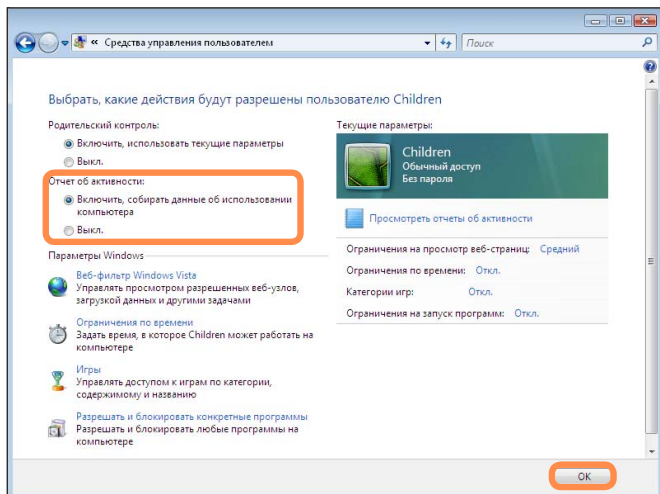 « Средства управления пользователем
Поиск
Выбрать, какие действия будут разрешены пользователю Children
Родительский контроль:
Включить, использовать текущие параметры
Выкл.
Отчет об активности:
Включить, собирать данные об использовании
компьютера
Выкл.
Параметры Windows
Веб-фильтр Windows Vista
Управлять просмотром разрешенных веб-узлов,
загрузкой данных и другими задачами
Ограничения по времени
Задать время, в которое Children может работать на
компьютере
Игры
Управлять доступом к играм по категории,
содержимому и названию
Разрешать и блокировать конкретные программы
Разрешать и блокировать любые программы на
компьютере
Текущие параметры:
Children
Обычный доступ
Без пароля
Просмотреть отчеты об активности
Ограничения на просмотр веб-страниц: Средний
Ограничения по времени: Откл.
Категории игр: Откл.
Ограничения на запуск программ: Откл.
OK